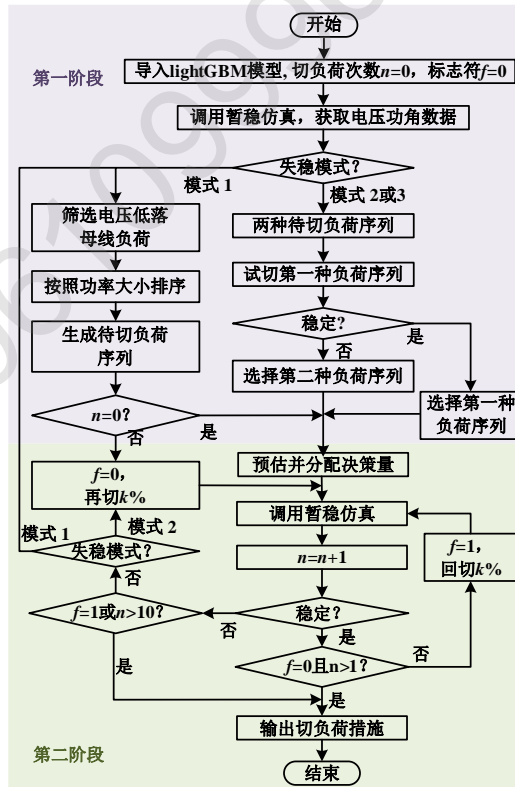 开始
第一阶段
导入lightGBM模型, 切负荷次数n=0，标志符f=0
调用暂稳仿真，获取电压功角数据
失稳模式？
模式 1
模式 2或3
筛选电压低落
母线负荷
两种待切负荷序列
按照功率大小排序
试切第一种负荷序列
生成待切负荷
序列
稳定?
是
否
选择第二种负荷序列
选择第一种
负荷序列
n=0？
是
否
预估并分配决策量
f=0，
再切k%
调用暂稳仿真
模式 1
模式 2
失稳模式？
n=n+1
f=1，
回切k%
否
f=1或n>10？
稳定？
否
是
是
f=0且n>1？
否
是
输出切负荷措施
第二阶段
结束